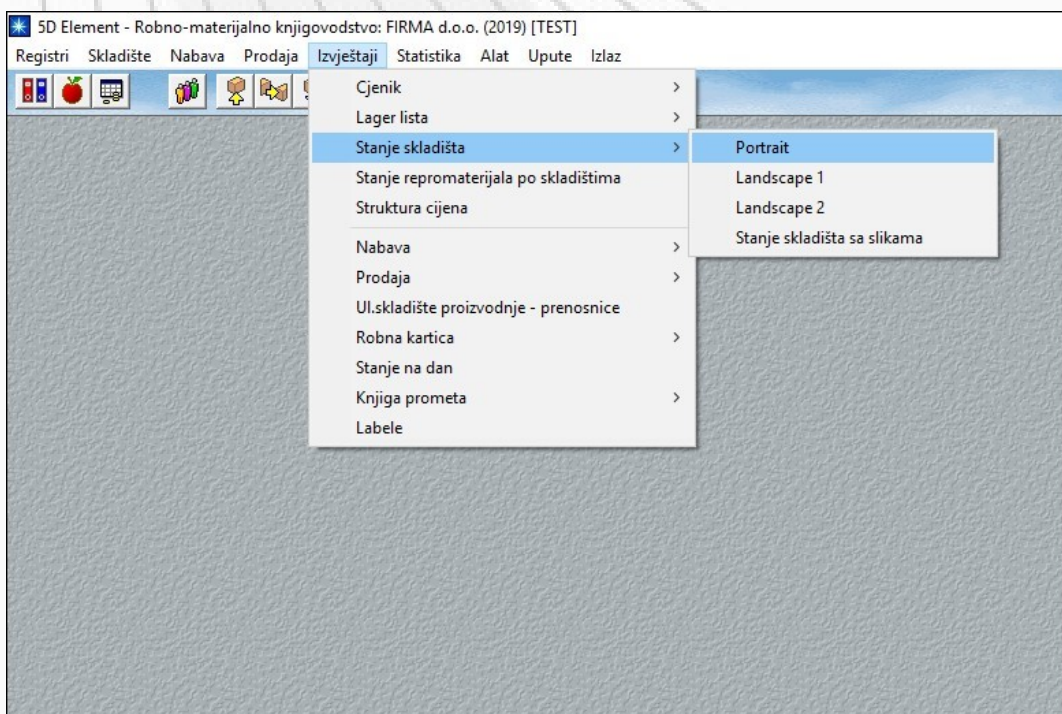 5D Element - Robno-materijalno knjigovodstvo: FIRMA d.o.o. (2019) [TEST]
Registri Skladište Nabava Prodaja Izvještaji Statistika Alat Upute Izlaz
Cjenik
Lager lista
Stanje skladišta
Stanje repromaterijala po skladištima
Struktura cijena
Nabava
Prodaja
Ul.skladište proizvodnje - prenosnice
Robna kartica
Stanje na dan
Knjiga prometa
Labele
Portrait
Landscape 1
Landscape 2
Stanje skladišta sa slikama